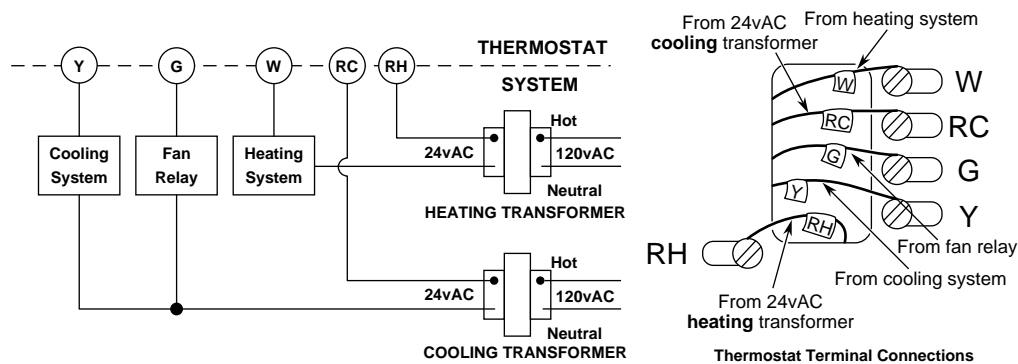 THERMOSTAT
Y G W RC RH
SYSTEM
Cooling
System
Fan
Relay
Heating
System
Hot
24vAC 120vAC
Neutral
HEATING TRANSFORMER
Hot
24vAC 120vAC
Neutral
COOLING TRANSFORMER
From 24vAC
cooling transformer
From heating system
W W
RC RC
G G
Y Y
RH RH
From fan relay
From cooling system
From 24vAC
heating transformer
Thermostat Terminal Connections